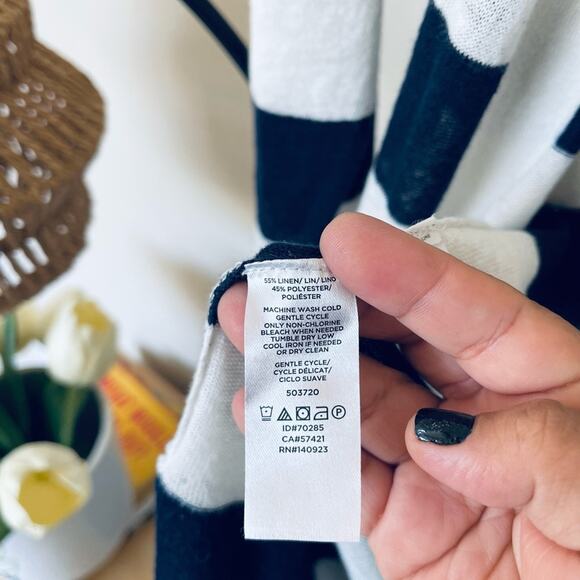 55% LINEN/ LIN/ LINO
45% POLYESTER/
POLIÉSTER
MACHINE WASH COLD
GENTLE CYCLE
ONLY NON-CHLORINE
BLEACH WHEN NEEDED
TUMBLE DRY LOW
COOL IRON IF NEEDED
OR DRY CLEAN
GENTLE CYCLE/
CYCLE DÉLICAT/
CICLO SUAVE
503720
ID#70285
CA#57421
RN#140923